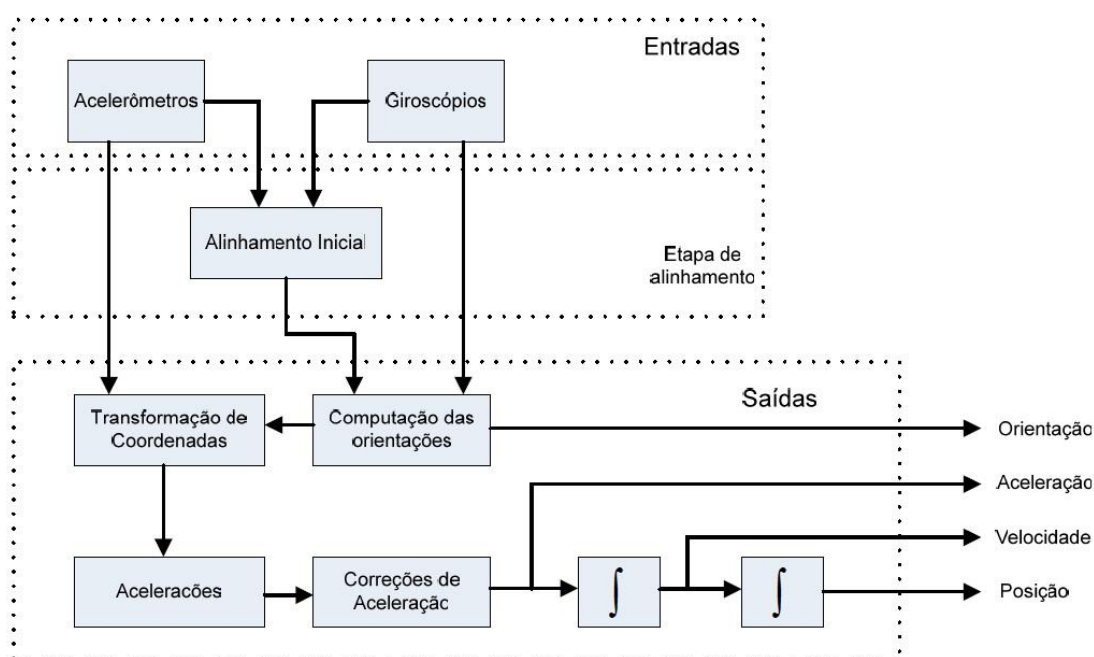 Entradas
Acelerômetros
Giroscópios
Alinhamento Inicial
Etapa de
alinhamento
Saídas
Transformação de
Coordenadas
Computação das
orientações
Orientação
Aceleração
Velocidade
Acelerações
Correções de
Aceleração
∫
∫
Posição